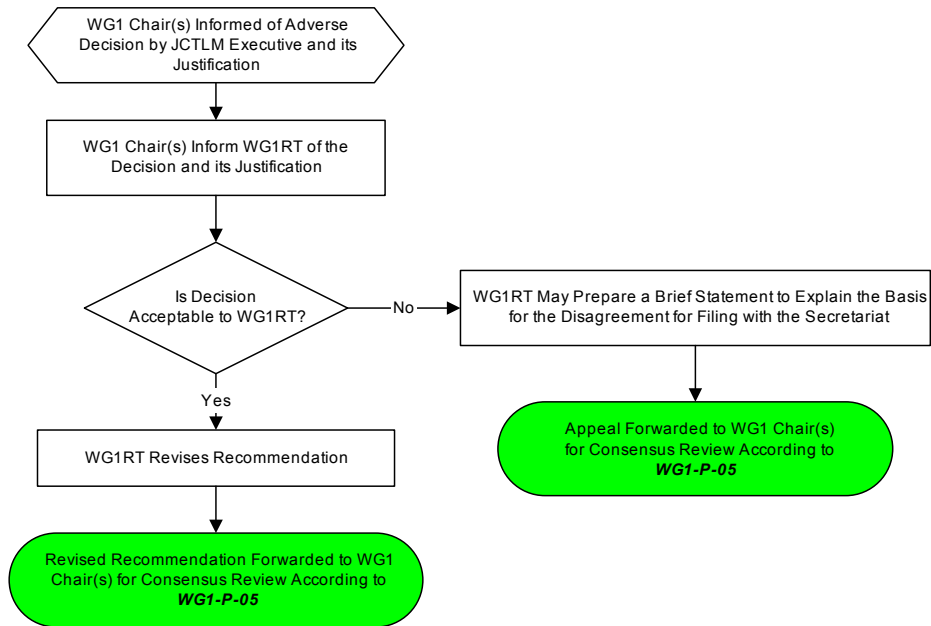 WG1 Chair(s) Informed of Adverse
Decision by JCTLM Executive and its
Justification
WG1 Chair(s) Inform WG1RT of the
Decision and its Justification
Is Decision
Acceptable to WG1RT?
No
WG1RT May Prepare a Brief Statement to Explain the Basis
for the Disagreement for Filing with the Secretariat
Yes
Appeal Forwarded to WG1 Chair(s)
for Consensus Review According to
WG1-P-05
WG1RT Revises Recommendation
Revised Recommendation Forwarded to WG1
Chair(s) for Consensus Review According to
WG1-P-05